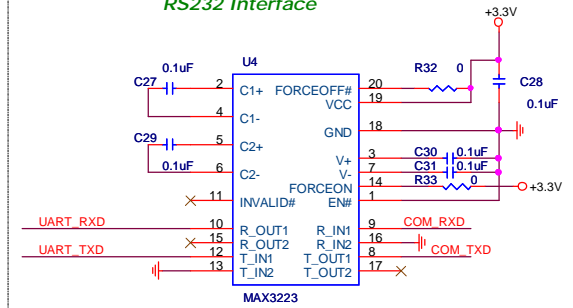 RS232 Interface
+3.3V
0.1uF
U4
R32 0
C27
2 C1+ FORCEOFF# 20
VCC 19
C28
0.1uF
4 C1-
GND 18
C29
5 C2+
V+ 3 C30 0.1uF
0.1uF
6 C2-
V- 7 C31 0.1uF
FORCEON 14 R33 0
+3.3V
EN# 1
11 INVALID#
UART_RXD 10 R_OUT1 R_IN1 9 COM_RXD
15 R_OUT2 R_IN2 16
UART_TXD 12 T_IN1 T_OUT1 8 COM_TXD
13 T_IN2 T_OUT2 17
MAX3223